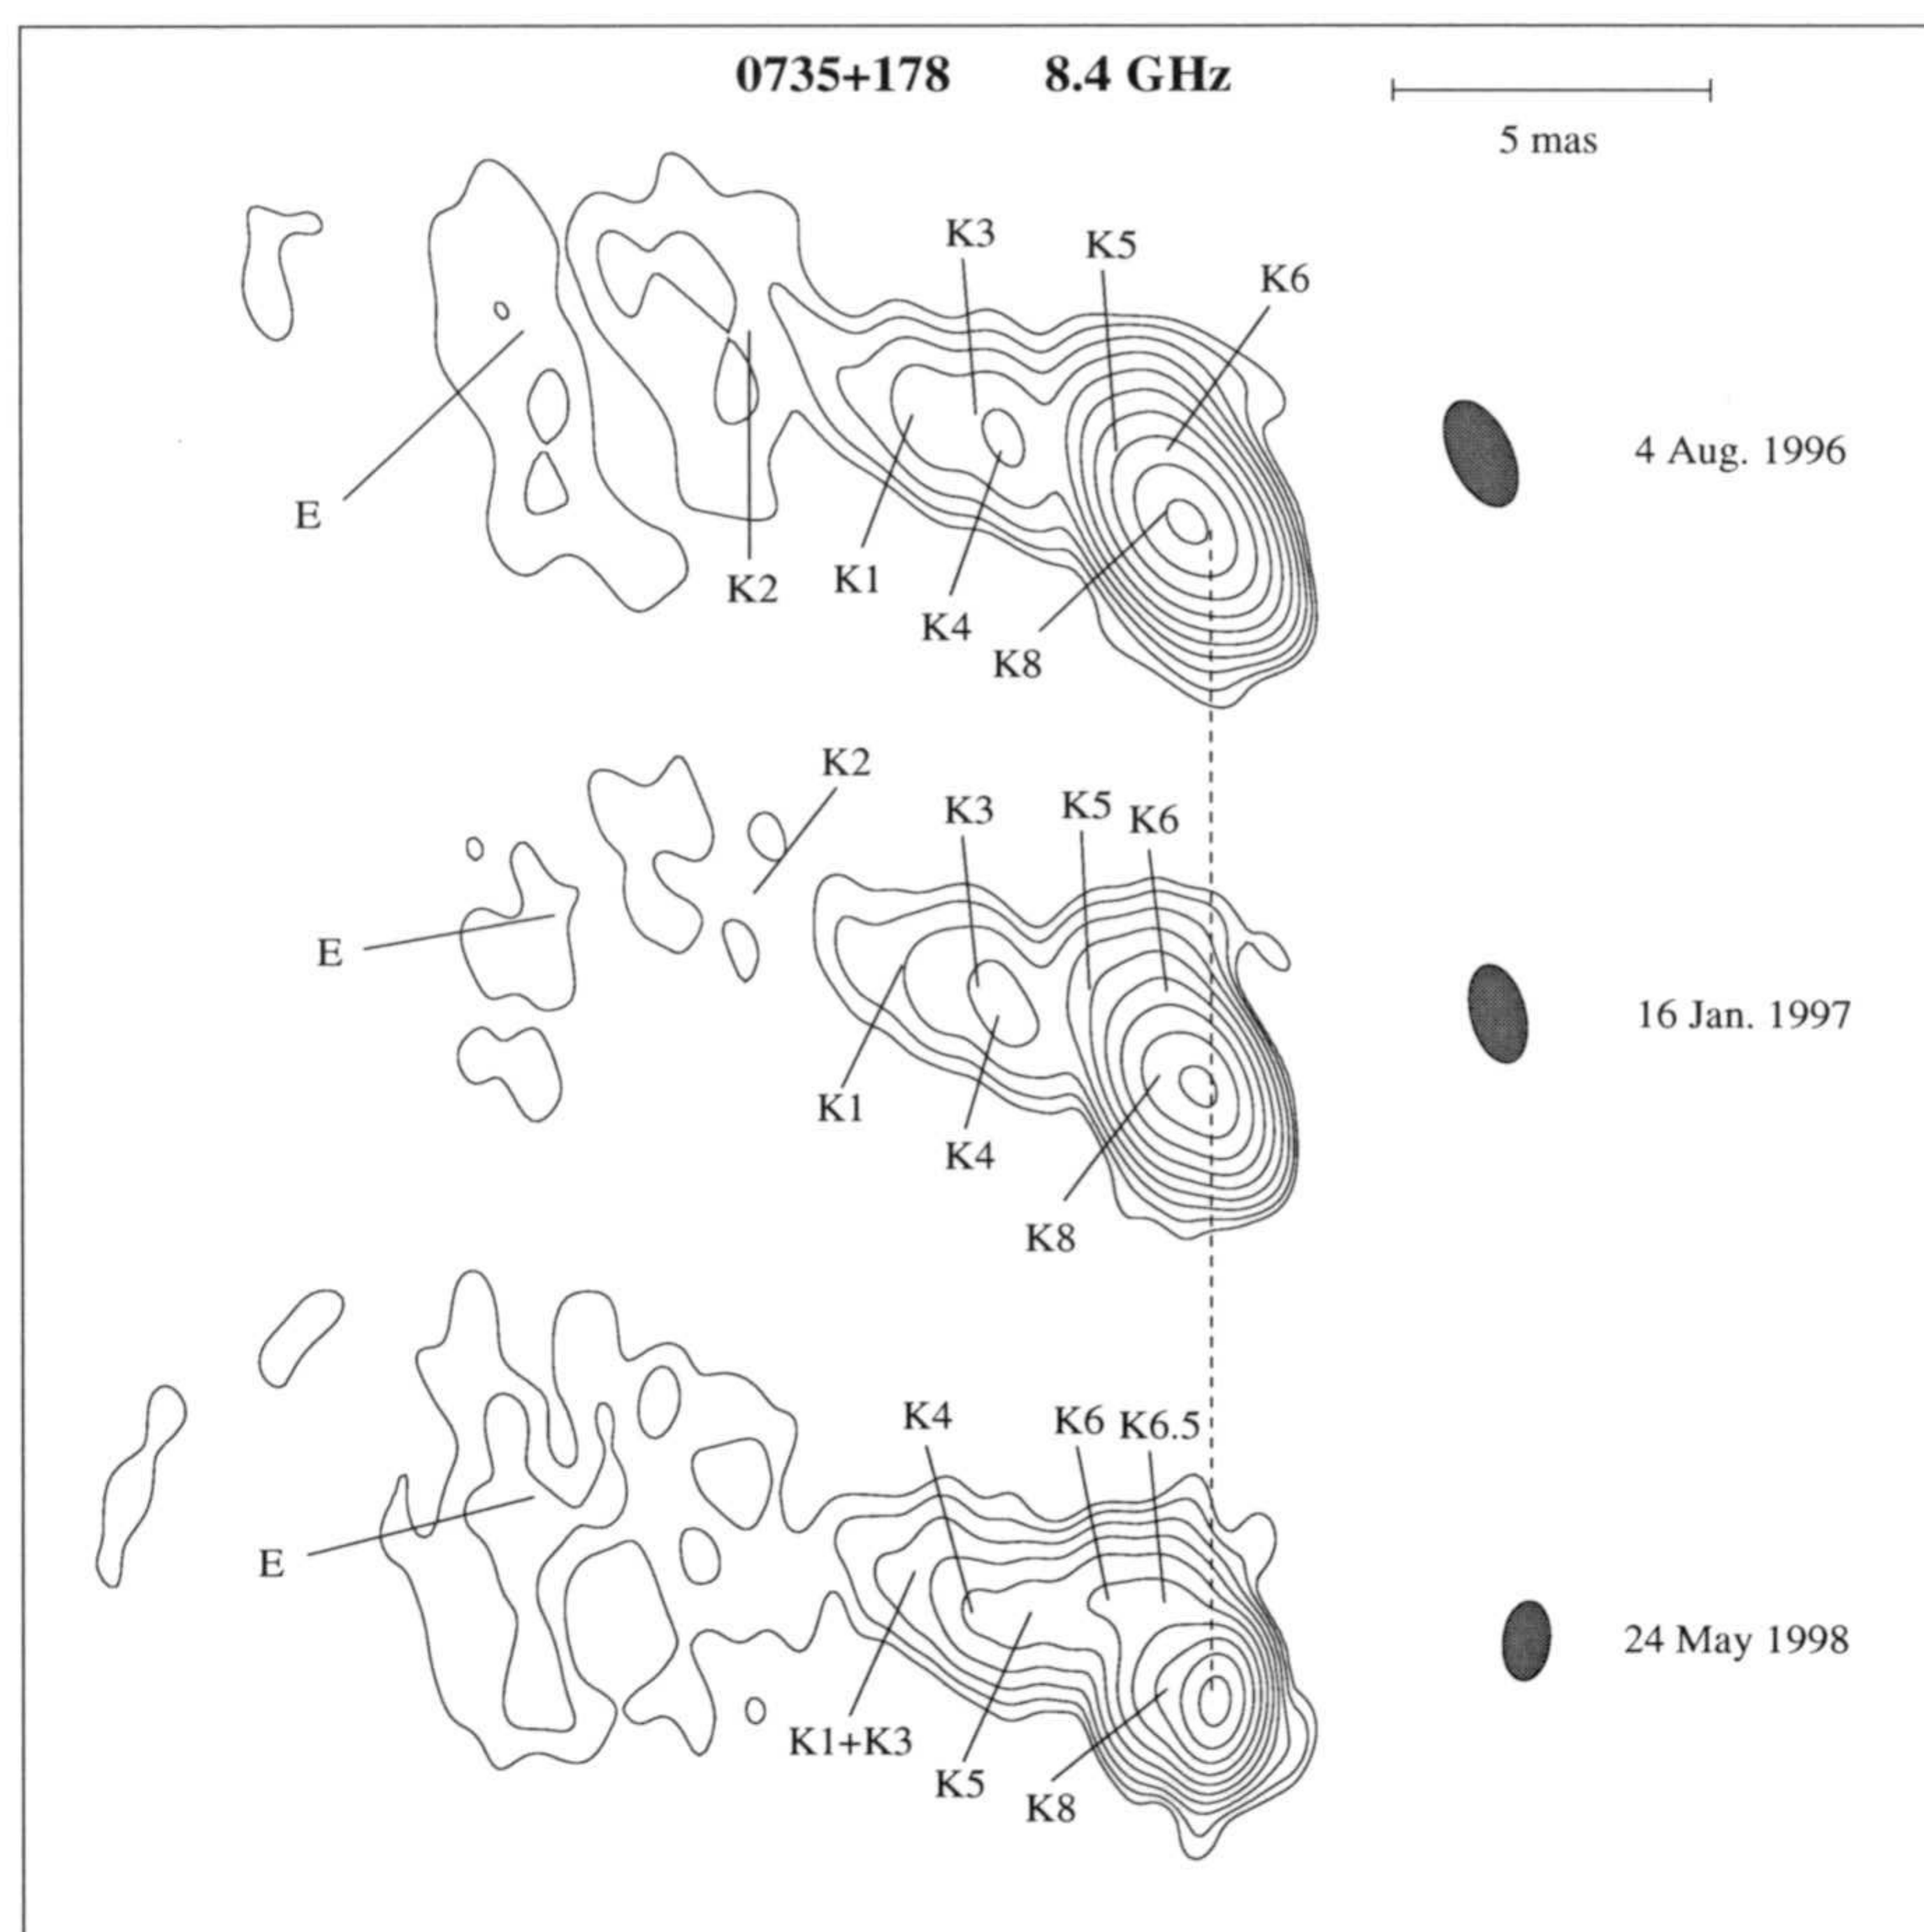 0735+178 8.4 GHz
5 mas
K3
K5
K6
4 Aug. 1996
E
K2
K1
K4
K8
K2
K3
K5
K6
E
16 Jan. 1997
K1
K4
K8
K4
K6
K6.5
E
24 May 1998
K1+K3
K5
K8